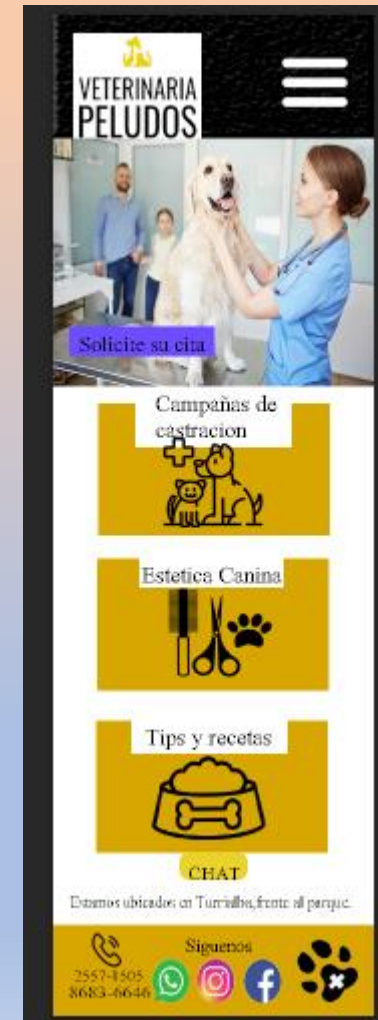 VETERINARIA
PELUDOS
Solicite su cita
Campañas de
castracion
Estetica Canina
Tips y recetas
CHAT
Estamos ubicados en Turrialba,frente al parque.
Siguenos
2557-1505
8683-6646